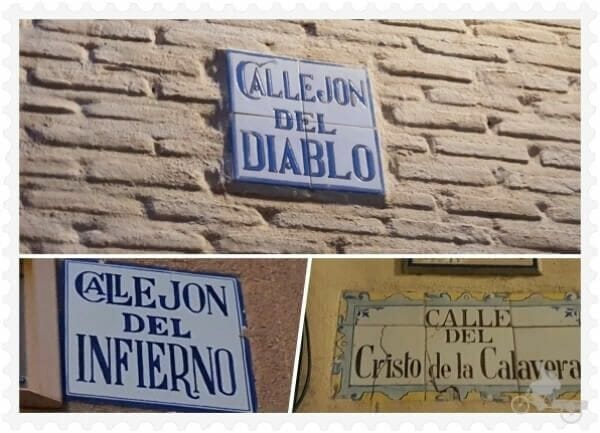 CALLEJON
DEL
DIABLO
CALLEJON
DEL
INFIERNO
CALLE
DEL
Cristo de la Calavera